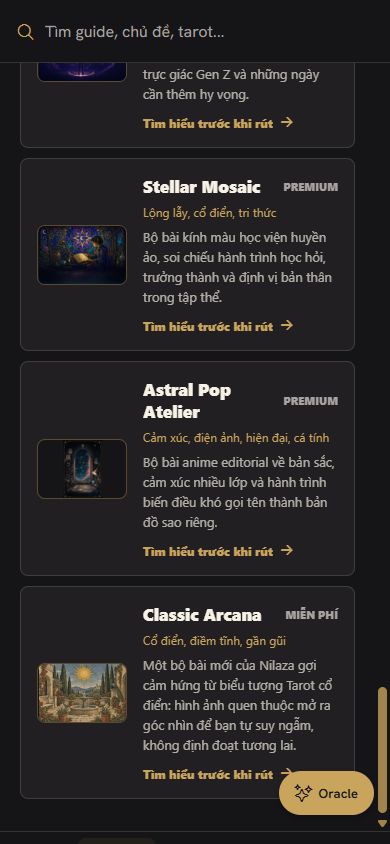 Tìm guide, chủ đề, tarot...
trực giác Gen Z và những ngày
cần thêm hy vọng.
Tìm hiểu trước khi rút →
Stellar Mosaic
PREMIUM
Lộng lẫy, cổ điển, tri thức
Bộ bài kính màu học viện huyền
ảo, soi chiếu hành trình học hỏi,
trưởng thành và định vị bản thân
trong tập thể.
Tìm hiểu trước khi rút →
Astral Pop
Atelier
PREMIUM
Cảm xúc, điện ảnh, hiện đại, cá tính
Bộ bài anime editorial về bản sắc,
cảm xúc nhiều lớp và hành trình
biến điều khó gọi tên thành bản
đồ sao riêng.
Tìm hiểu trước khi rút →
Classic Arcana
MIỄN PHÍ
Cổ điển, điềm tĩnh, gần gũi
Một bộ bài mới của Nilaza gợi
cảm hứng từ biểu tượng Tarot cổ
điển: hình ảnh quen thuộc mở ra
góc nhìn để bạn tự suy ngẫm,
không định đoạt tương lai.
Tìm hiểu trước khi rút →
Oracle